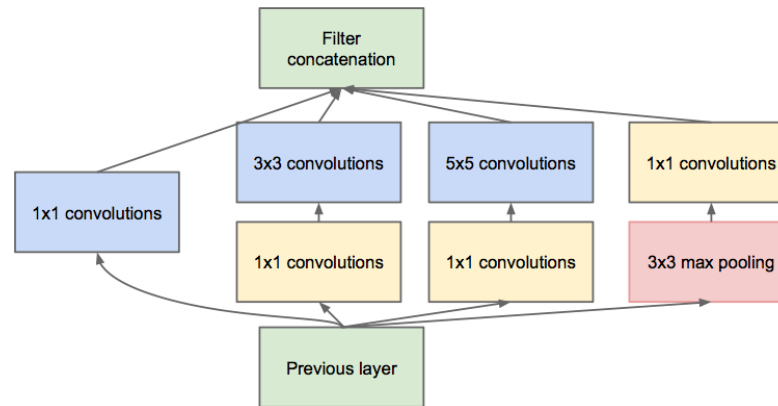 Filter
concatenation
3x3 convolutions
5x5 convolutions
1x1 convolutions
1x1 convolutions
1x1 convolutions
1x1 convolutions
3x3 max pooling
Previous layer